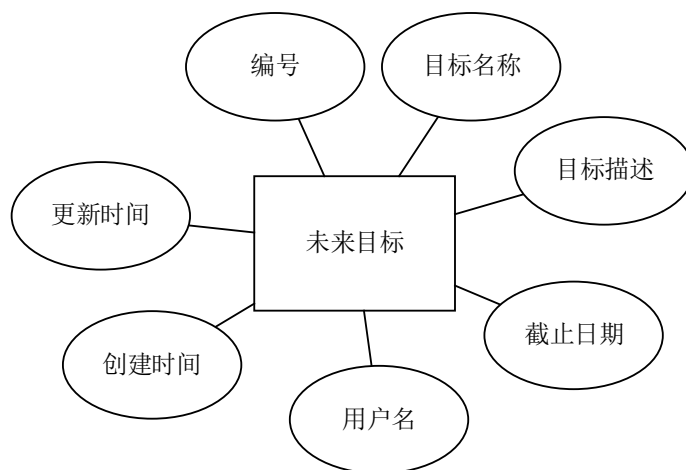 编号
目标名称
目标描述
更新时间
未来目标
截止日期
创建时间
用户名